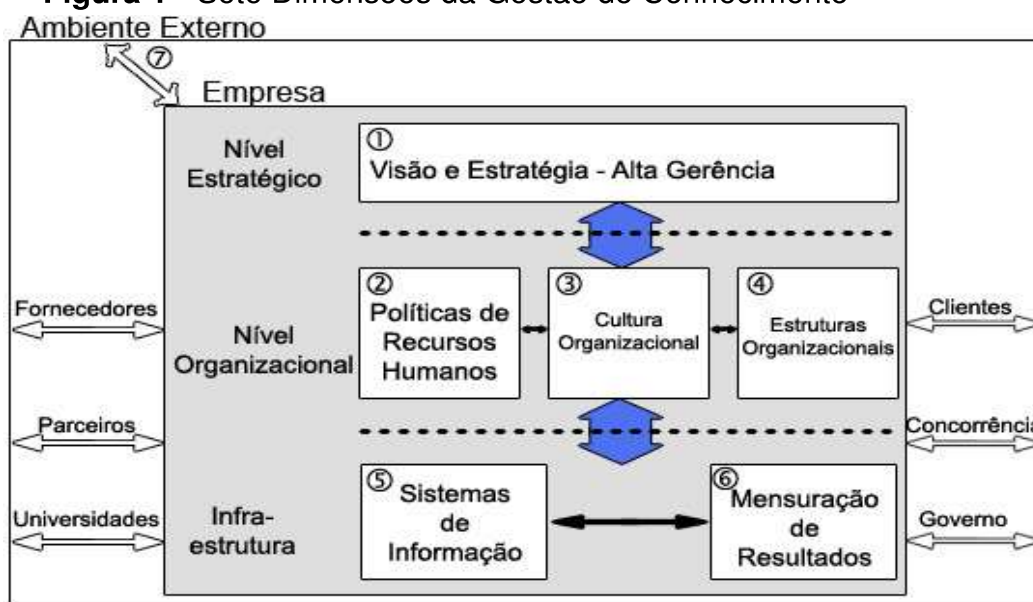 Figura 1 - Sete Dimensões da Gestão do Conhecimento
Ambiente Externo
⑦
Empresa
Nível
Estratégico
①
Visão e Estratégia - Alta Gerência
Fornecedores
Nível
Organizacional
②
Políticas de
Recursos
Humanos
③
Cultura
Organizacional
④
Estruturas
Organizacionais
Clientes
Parceiros
Concorrência
Universidades
Infra-
estrutura
⑤
Sistemas
de
Informação
⑥
Mensuração
de
Resultados
Governo